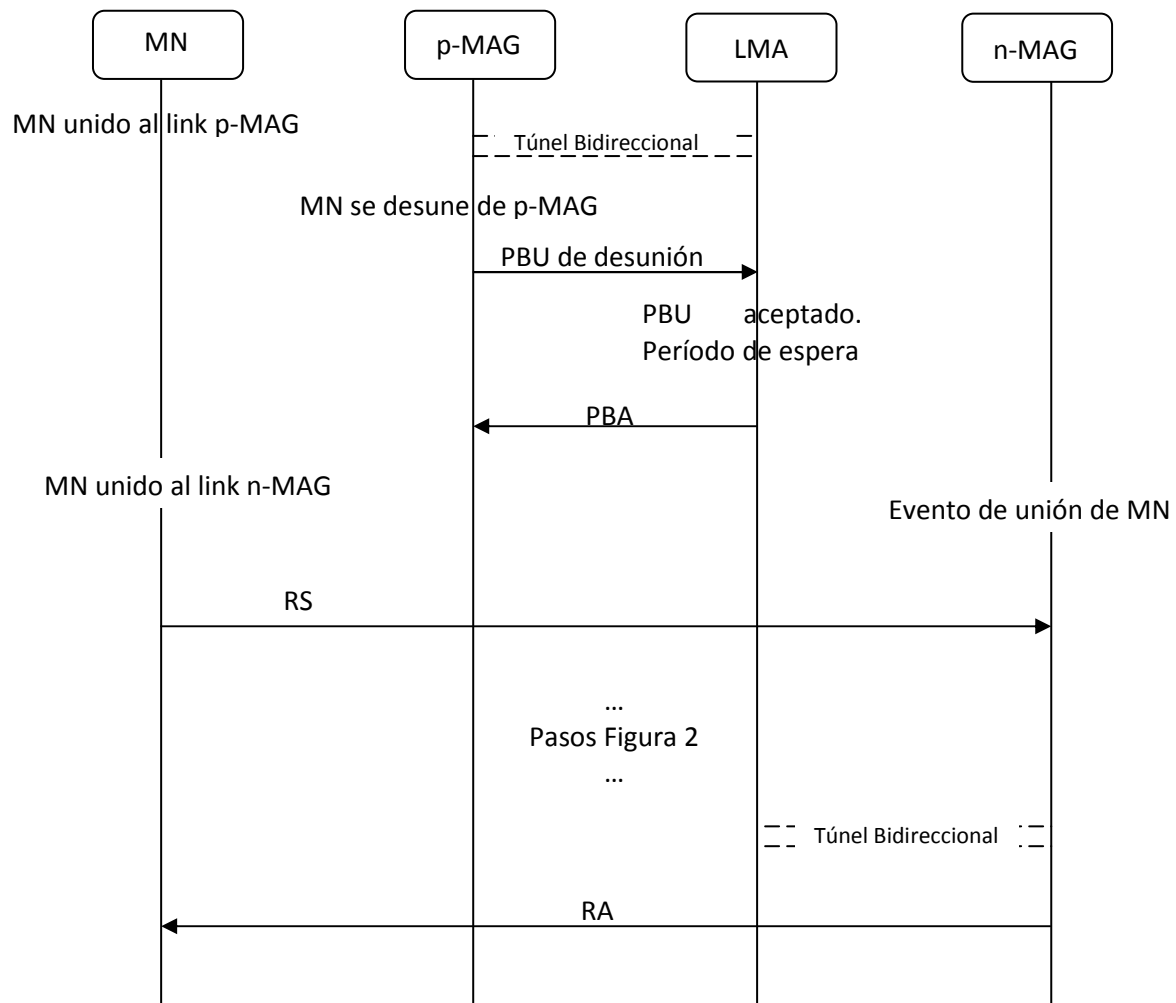 MN
p-MAG
LMA
n-MAG
MN unido al link p-MAG
Túnel Bidireccional
MN se desune de p-MAG
PBU de desunión
PBU aceptado.
Período de espera
PBA
MN unido al link n-MAG
Evento de unión de MN
RS
...
Pasos Figura 2
...
Túnel Bidireccional
RA